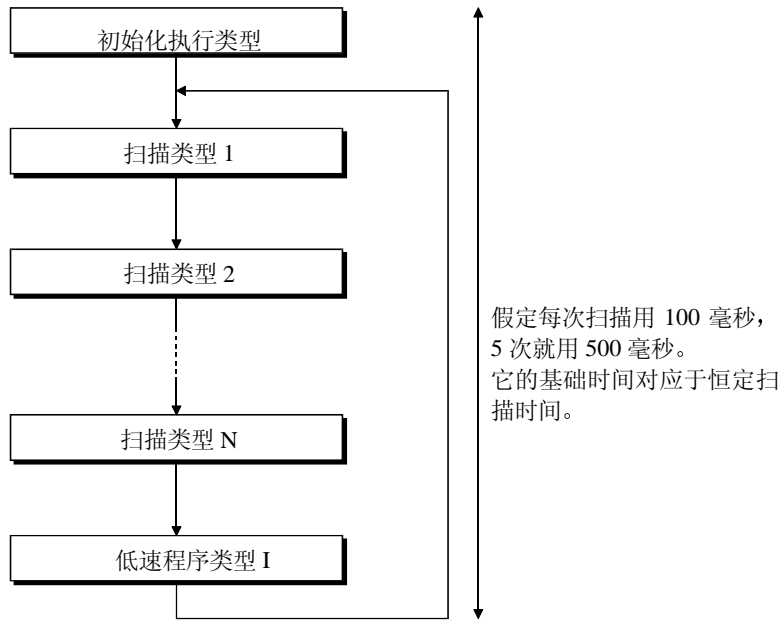 初始化执行类型
扫描类型 1
扫描类型 2
假定每次扫描用 100 毫秒，
5 次就用 500 毫秒。
它的基础时间对应于恒定扫
描时间。
扫描类型 N
低速程序类型 I